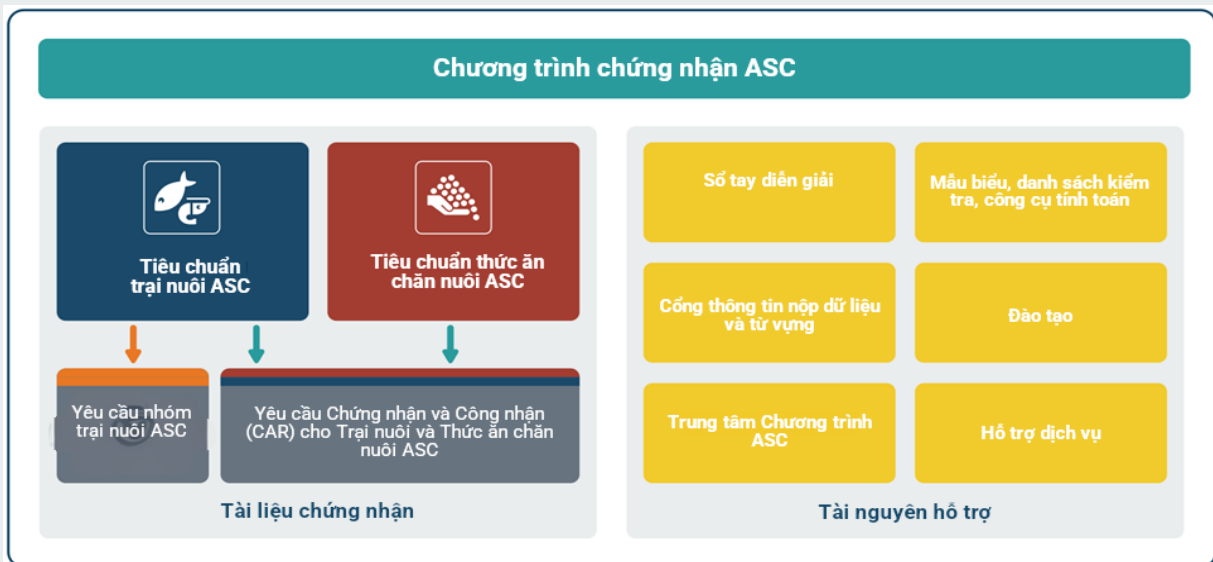 Chương trình chứng nhận ASC
Tiêu chuẩn
trại nuôi ASC
Tiêu chuẩn thức ăn
chăn nuôi ASC
Yêu cầu nhóm
trại nuôi ASC
Yêu cầu Chứng nhận và Công nhận
(CAR) cho Trại nuôi và Thức ăn chăn
nuôi ASC
Tài liệu chứng nhận
Sổ tay diễn giải
Mẫu biểu, danh sách kiểm
tra, công cụ tính toán
Cổng thông tin nộp dữ liệu
và từ vựng
Đào tạo
Trung tâm Chương trình
ASC
Hỗ trợ dịch vụ
Tài nguyên hỗ trợ